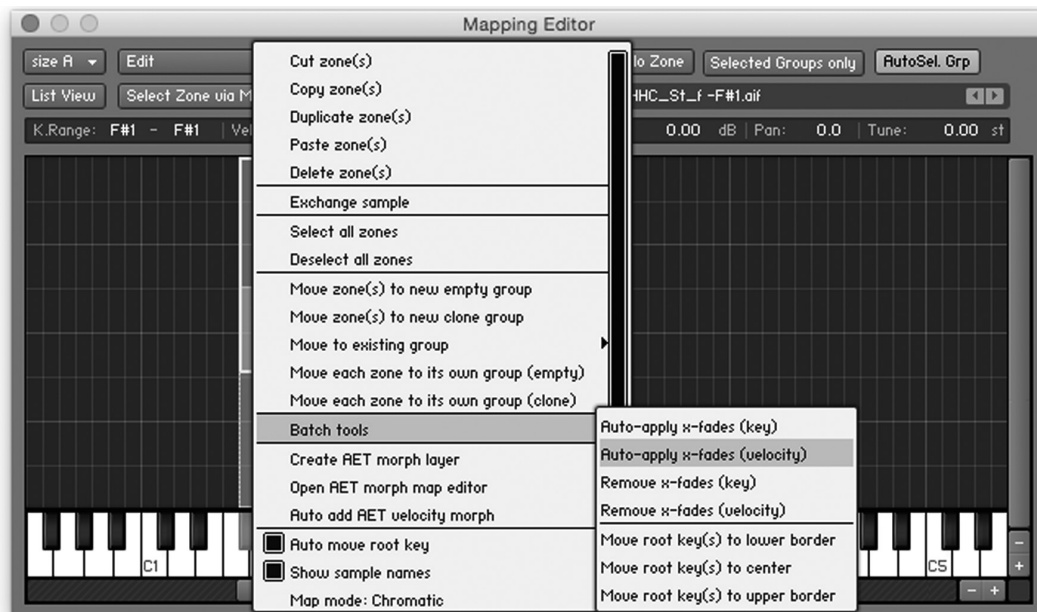 Mapping Editor
size A Edit lo Zone Selected Groups only AutoSel. Grp
List View Select Zone via M HHC_St_f -F#1.aif
K.Range: F#1 - F#1 Vel 0.00 dB Pan: 0.0 Tune: 0.00 st
Cut zone(s)
Copy zone(s)
Duplicate zone(s)
Paste zone(s)
Delete zone(s)
Exchange sample
Select all zones
Deselect all zones
Move zone(s) to new empty group
Move zone(s) to new clone group
Move to existing group
Move each zone to its own group (empty)
Move each zone to its own group (clone)
Batch tools
Create AET morph layer
Open AET morph map editor
Auto add AET velocity morph
Auto move root key
Show sample names
Map mode: Chromatic
Auto-apply x-fades (key)
Auto-apply x-fades (velocity)
Remove x-fades (key)
Remove x-fades (velocity)
Move root key(s) to lower border
Move root key(s) to center
Move root key(s) to upper border
C1 C5
- +
- +